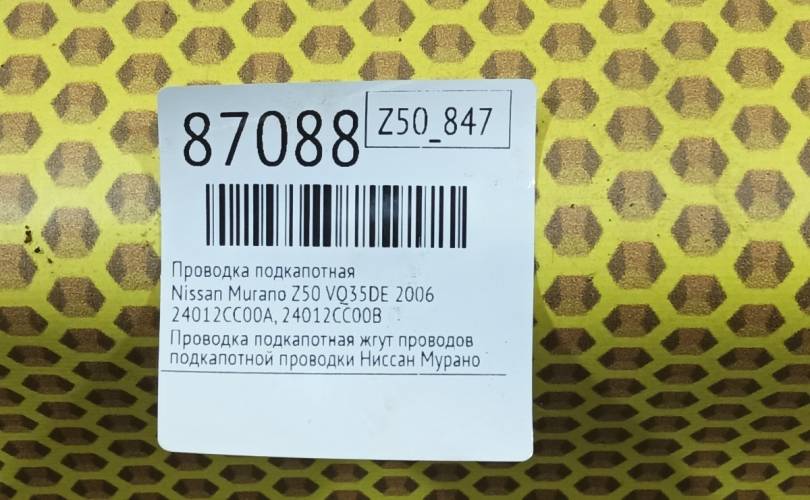 87088
Z50_847
Проводка подкапотная
Nissan Murano Z50 VQ35DE 2006
24012CC00A, 24012CC00B
Проводка подкапотная жгут проводов
подкапотной проводки Ниссан Мурано